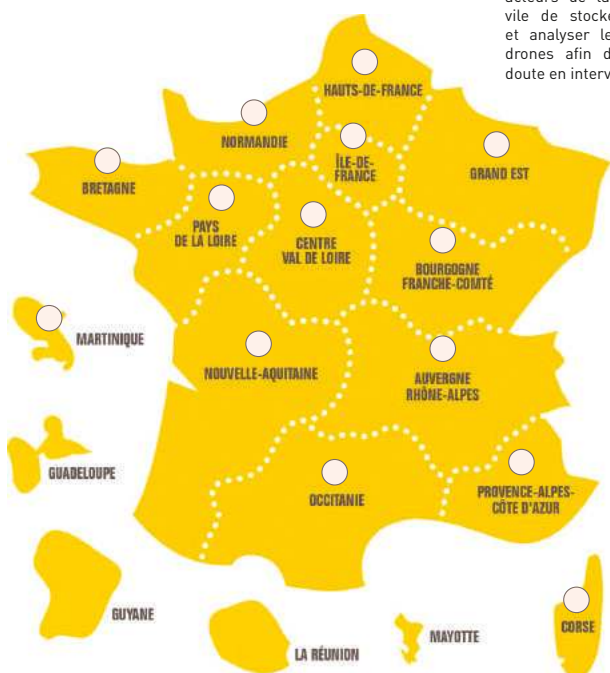 acteurs de la
vile de stocke
et analyser le
drones afin d
doute en interv
HAUTS-DE-FRANCE
NORMANDIE
ÎLE-DE-
FRANCE
GRAND EST
BRETAGNE
PAYS
DE LA LOIRE
CENTRE
VAL DE LOIRE
BOURGOGNE
FRANCHE-COMTÉ
MARTINIQUE
NOUVELLE-AQUITAINE
AUVERGNE
RHÔNE-ALPES
GUADELOUPE
OCCITANIE
PROVENCE-ALPES-
CÔTE D'AZUR
GUYANE
LA RÉUNION
MAYOTTE
CORSE